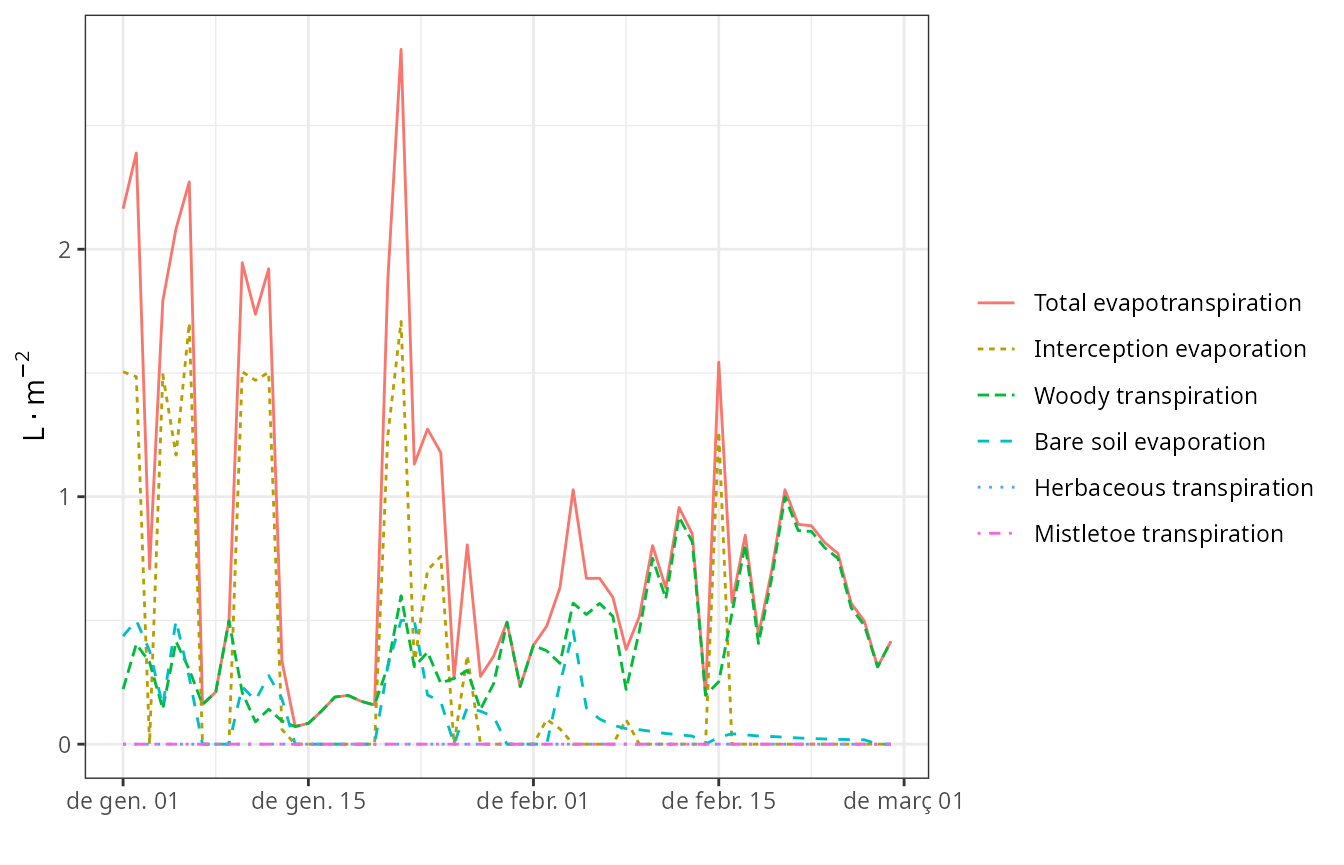 L · m⁻²
2
1
0
de gen. 01
de gen. 15
de febr. 01
de febr. 15
de març 01
Total evapotranspiration
Interception evaporation
Woody transpiration
Bare soil evaporation
Herbaceous transpiration
Mistletoe transpiration